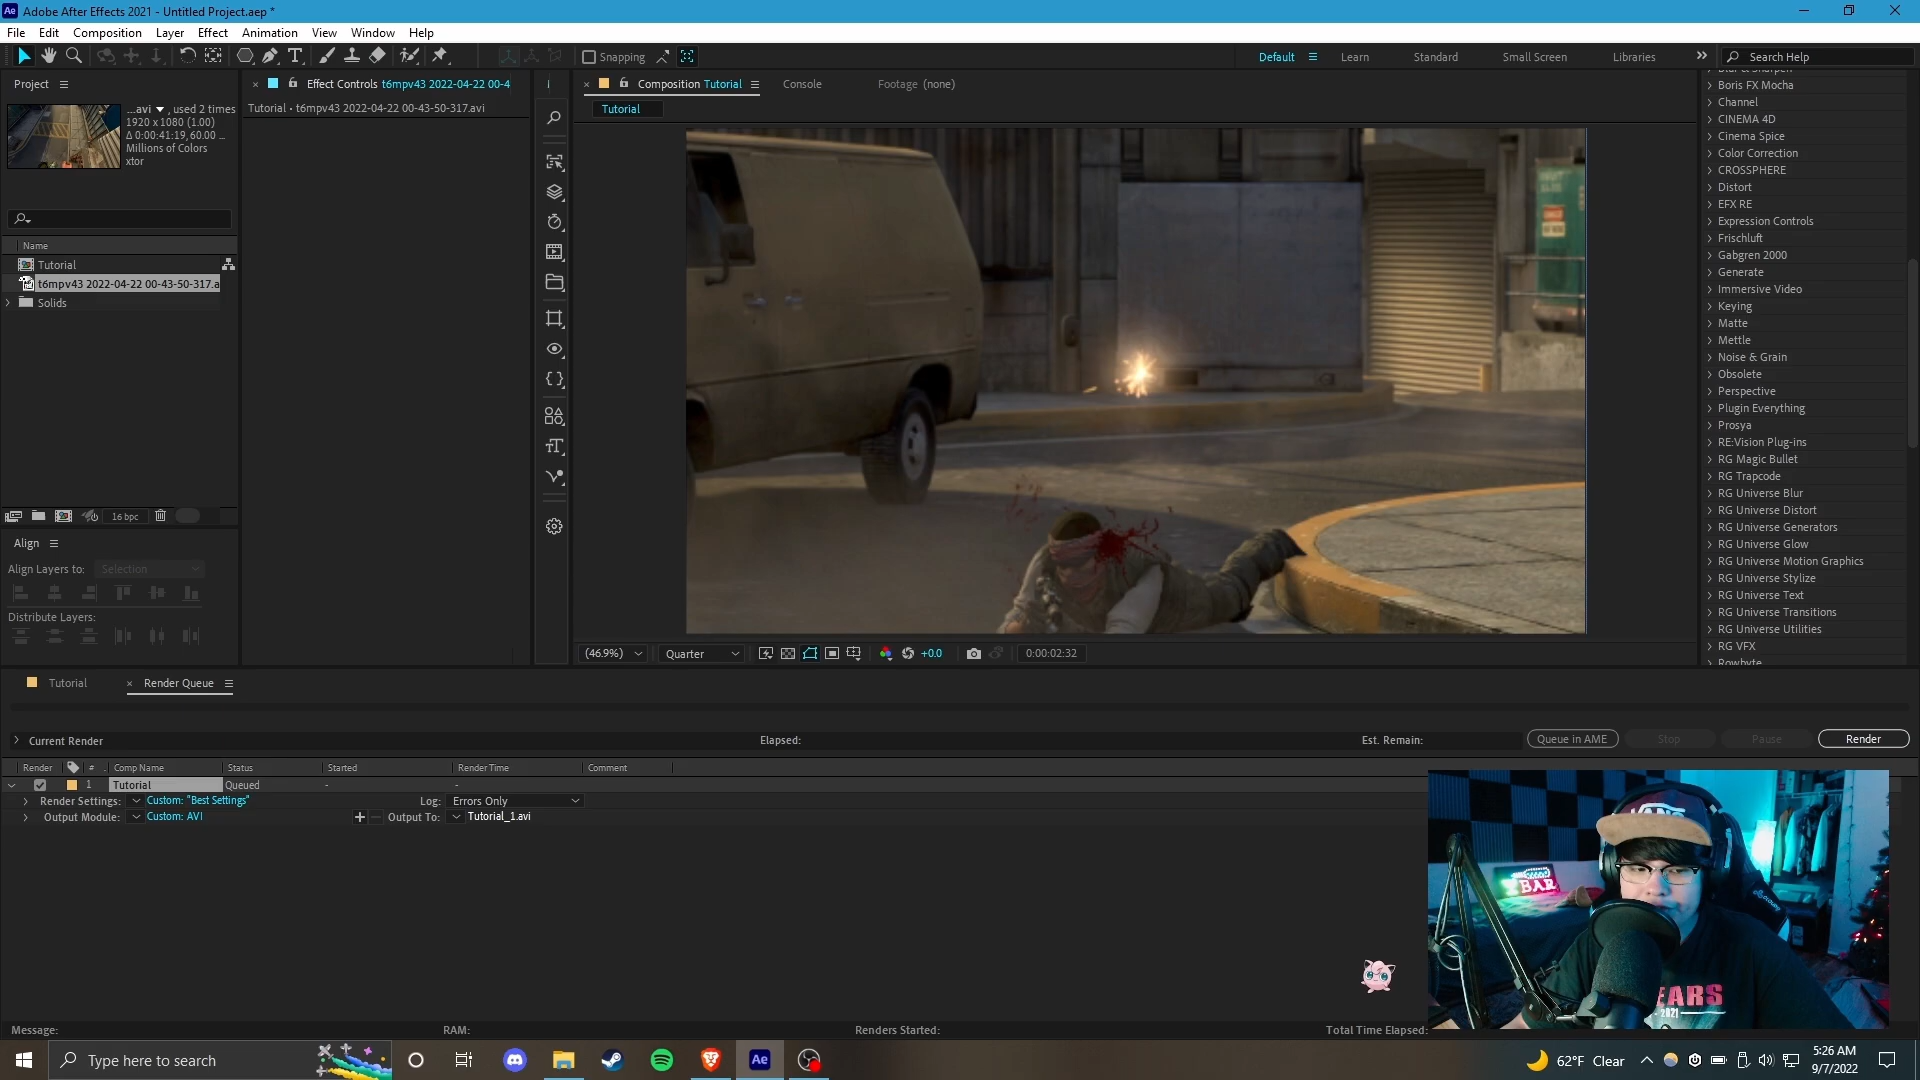 Adobe After Effects 2021 - Untitled Project.aep *
File Edit Composition Layer Effect Animation View Window Help
Snapping
Default Learn Standard Small Screen Libraries
Search Help
Project
...avi, used 2 times
1920 x 1080 (1.00)
Δ 0:00:41:19, 60.00 ...
Millions of Colors
xtor
Name
Tutorial
t6mpv43 2022-04-22 00-43-50-317.a
Solids
16 bpc
Align
Align Layers to: Selection
Distribute Layers:
Effect Controls t6mpv43 2022-04-22 00-4
Tutorial • t6mpv43 2022-04-22 00-43-50-317.avi
Composition Tutorial
Console
Footage (none)
Tutorial
(46.9%)
Quarter
+0.0
0:00:02:32
Boris FX Mocha
Channel
CINEMA 4D
Cinema Spice
Color Correction
CROSSPHERE
Distort
EFX RE
Expression Controls
Frischluft
Gabgren 2000
Generate
Immersive Video
Keying
Matte
Mettle
Noise & Grain
Obsolete
Perspective
Plugin Everything
Prosya
RE:Vision Plug-ins
RG Magic Bullet
RG Trapcode
RG Universe Blur
RG Universe Distort
RG Universe Generators
RG Universe Glow
RG Universe Motion Graphics
RG Universe Stylize
RG Universe Text
RG Universe Transitions
RG Universe Utilities
RG VFX
Rowbyte
Tutorial
Render Queue
Current Render
Elapsed:
Est. Remain:
Queue in AME
Stop
Pause
Render
Render # Comp Name Status Started Render Time Comment
1 Tutorial Queued - -
Render Settings: Custom: "Best Settings" Log: Errors Only
Output Module: Custom: AVI Output To: Tutorial_1.avi
BAR
EARS
- 2021
Message:
RAM:
Renders Started:
Total Time Elapsed:
Type here to search
62°F Clear
5:26 AM
9/7/2022